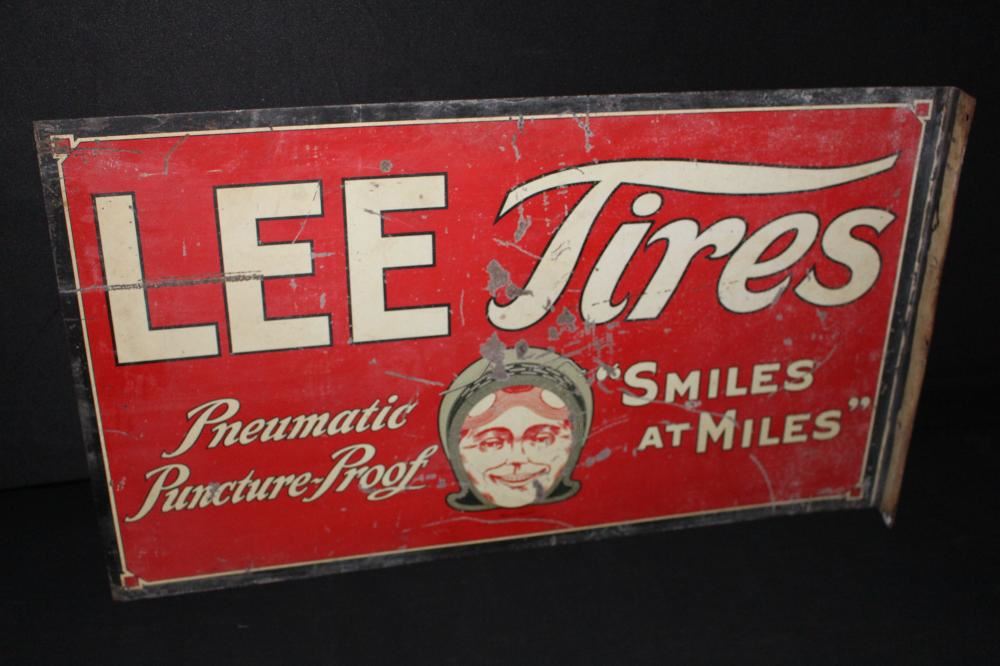 LEE Tires
Pneumatic
Puncture-Proof
"SMILES
AT MILES"